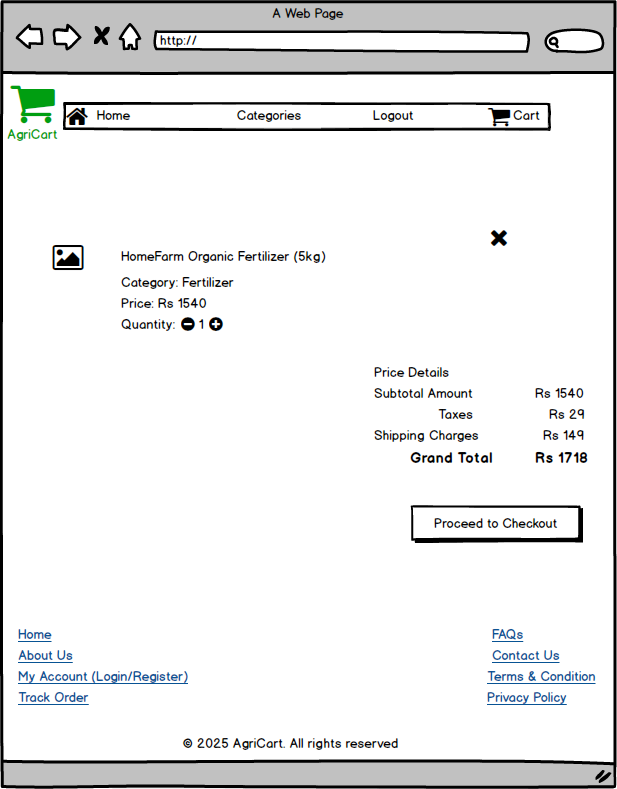 A Web Page
http://
AgriCart
Home Categories Logout Cart
HomeFarm Organic Fertilizer (5kg)
Category: Fertilizer
Price: Rs 1540
Quantity: 1
Price Details
Subtotal Amount Rs 1540
Taxes Rs 29
Shipping Charges Rs 149
Grand Total Rs 1718
Proceed to Checkout
Home FAQs
About Us Contact Us
My Account (Login/Register) Terms & Condition
Track Order Privacy Policy
© 2025 AgriCart. All rights reserved